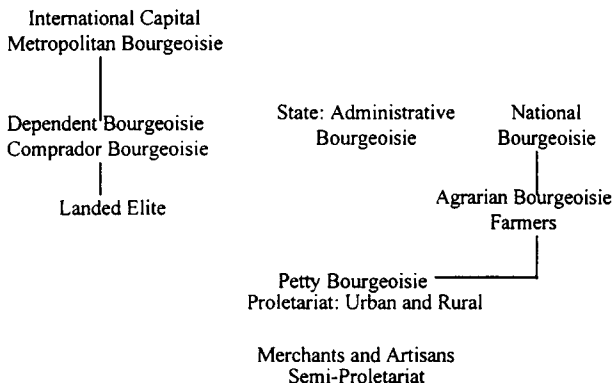 International Capital
Metropolitan Bourgeoisie
Dependent Bourgeoisie
Comprador Bourgeoisie
State: Administrative
Bourgeoisie
National
Bourgeoisie
Landed Elite
Agrarian Bourgeoisie
Farmers
Petty Bourgeoisie
Proletariat: Urban and Rural
Merchants and Artisans
Semi-Proletariat